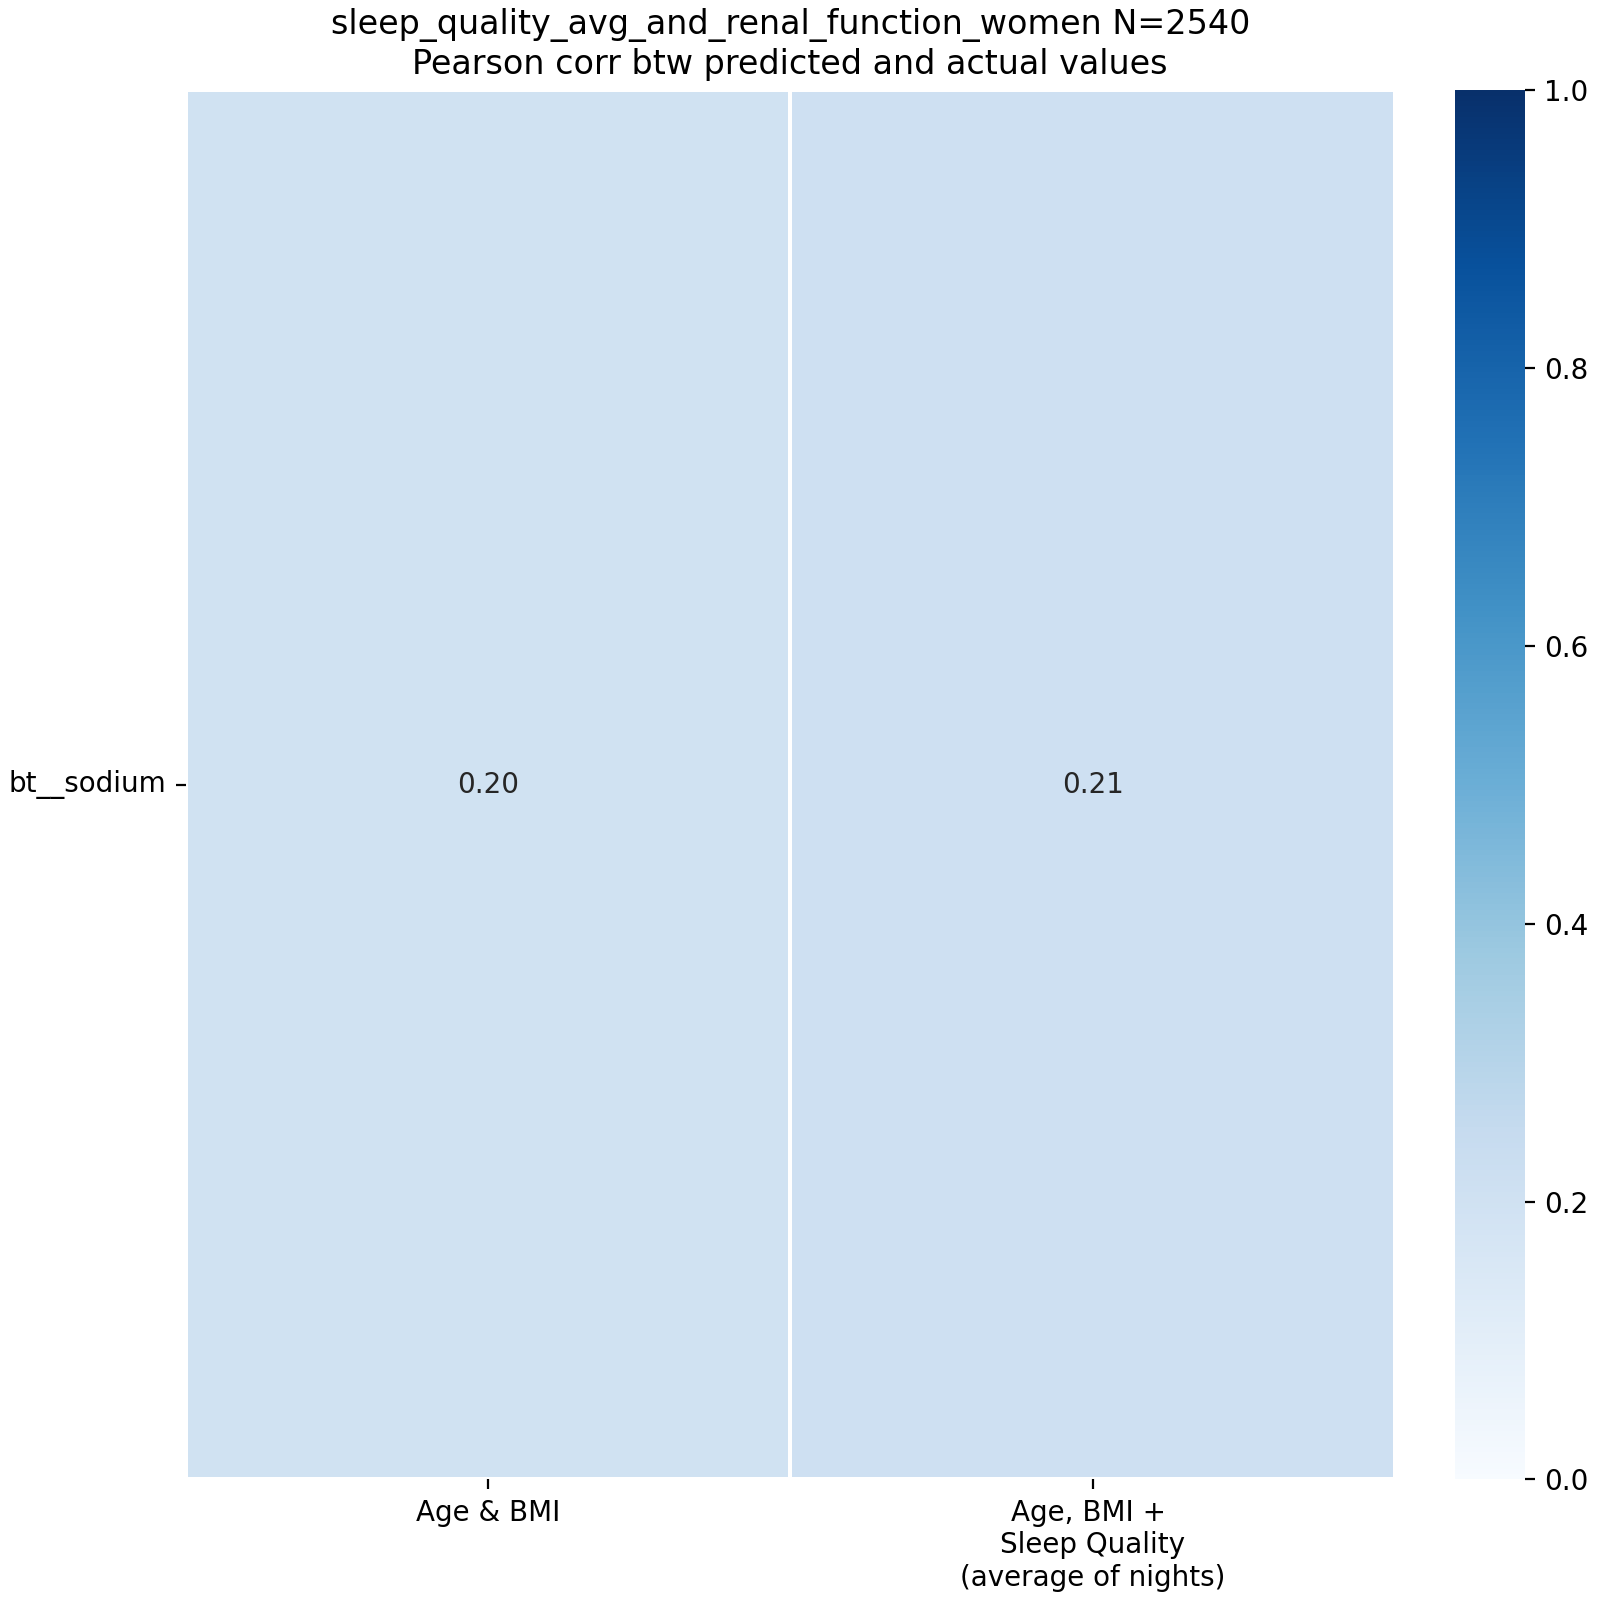 sleep_quality_avg_and_renal_function_women N=2540
Pearson corr btw predicted and actual values
1.0
0.8
0.6
bt__sodium
0.20
0.21
0.4
0.2
0.0
Age & BMI
Age, BMI +
Sleep Quality
(average of nights)